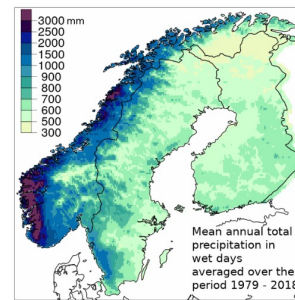 3000 mm
2500
2000
1500
1000
900
800
700
600
500
300
Mean annual total
precipitation in
wet days
averaged over the
period 1979 - 2018